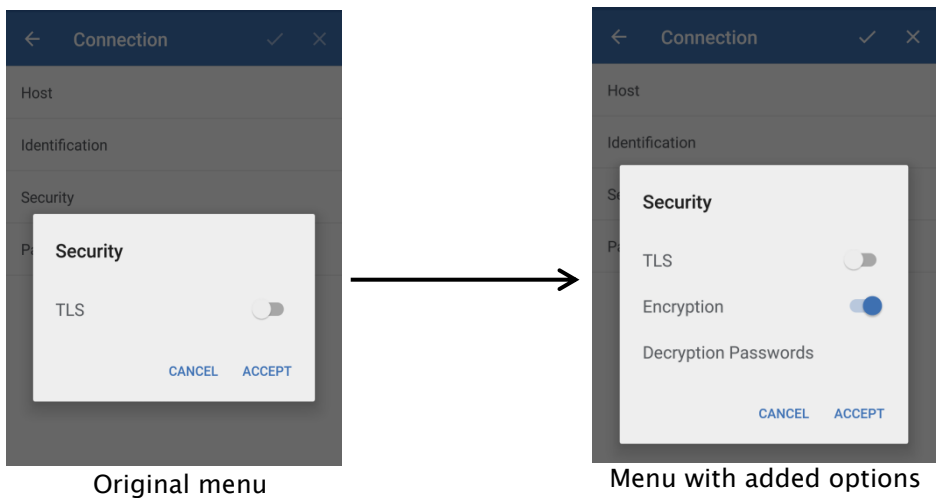 Connection
Host
Identification
Security
Pa
Security
TLS
CANCEL ACCEPT
Original menu
Connection
Host
Identification
Se
Pa
Security
TLS
Encryption
Decryption Passwords
CANCEL ACCEPT
Menu with added options